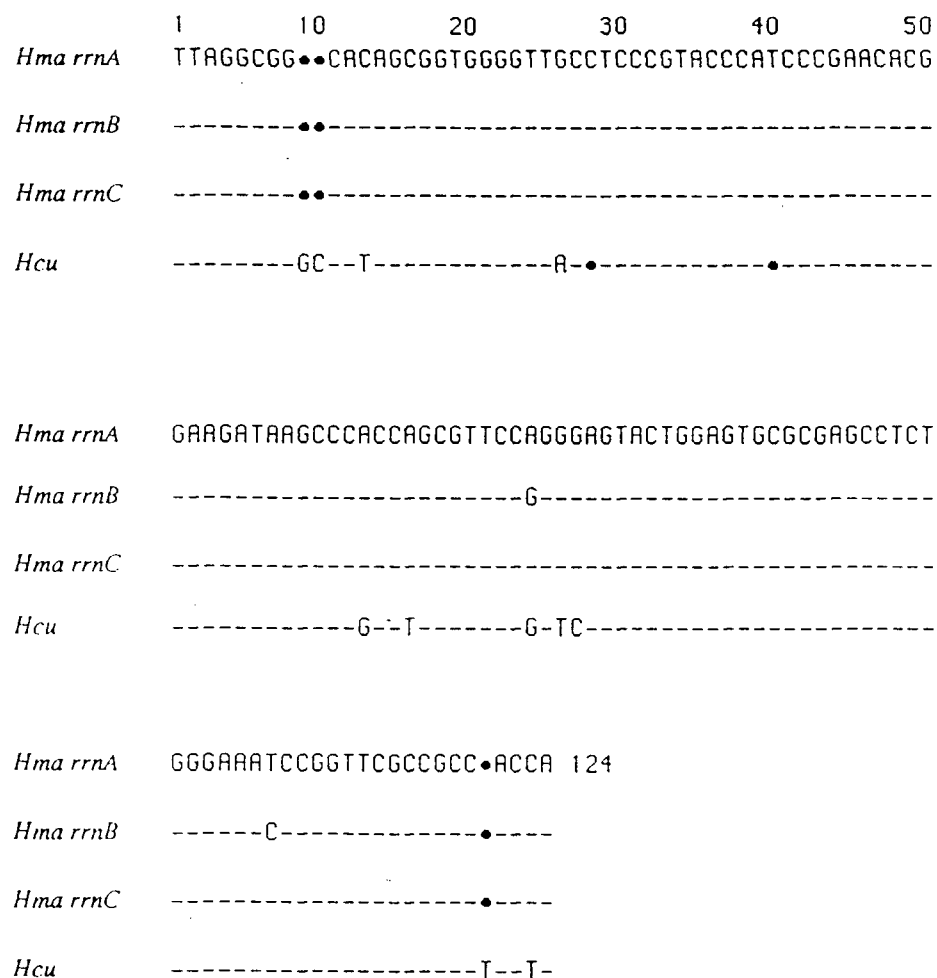 1 10 20 30 40 50
Hma rrnA TTAGGCGG••CACAGCGGTGGGGTTGCCTCCCGTACCCATCCCGAACACG
Hma rrnB --------••----------------------------------------
Hma rrnC --------••----------------------------------------
Hcu --------GC--T------------A-•-----------•----------
Hma rrnA GAAGATAAGCCCACCAGCGTTCCAGGGAGTACTGGAGTGCGCGAGCCTCT
Hma rrnB -----------------------G--------------------------
Hma rrnC --------------------------------------------------
Hcu ------------G--T-------G-TC-----------------------
Hma rrnA GGGAAATCCGGTTCGCCGCC•ACCA 124
Hma rrnB ------C-------------•----
Hma rrnC --------------------•----
Hcu --------------------T--T-